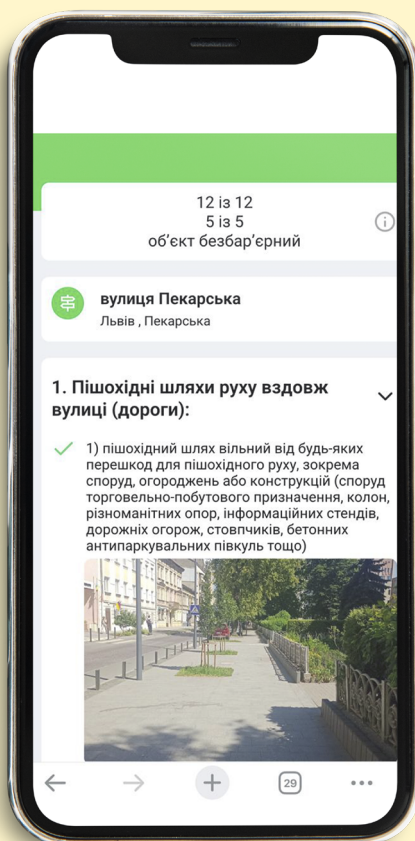 12 із 12
5 із 5
об’єкт безбар’єрний
вулиця Пекарська
Львів , Пекарська
1. Пішохідні шляхи руху вздовж
вулиці (дороги):
1) пішохідний шлях вільний від будь-яких
перешкод для пішохідного руху, зокрема
споруд, огороджень або конструкцій (споруд
торговельно-побутового призначення, колон,
різноманітних опор, інформаційних стендів,
дорожніх огорож, стовпчиків, бетонних
антипаркувальних півкуль тощо)
29